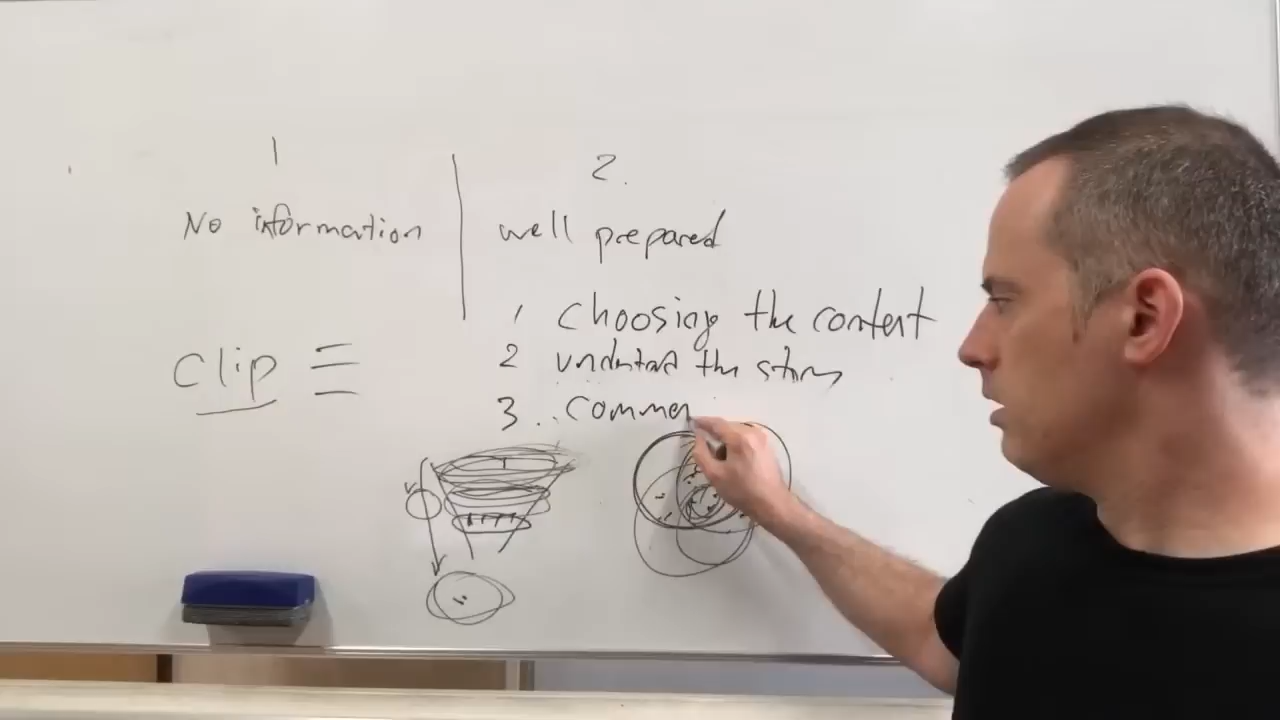 1
No information
2.
well prepared
1 choosing the content
2 understand the story
clip
3. commen